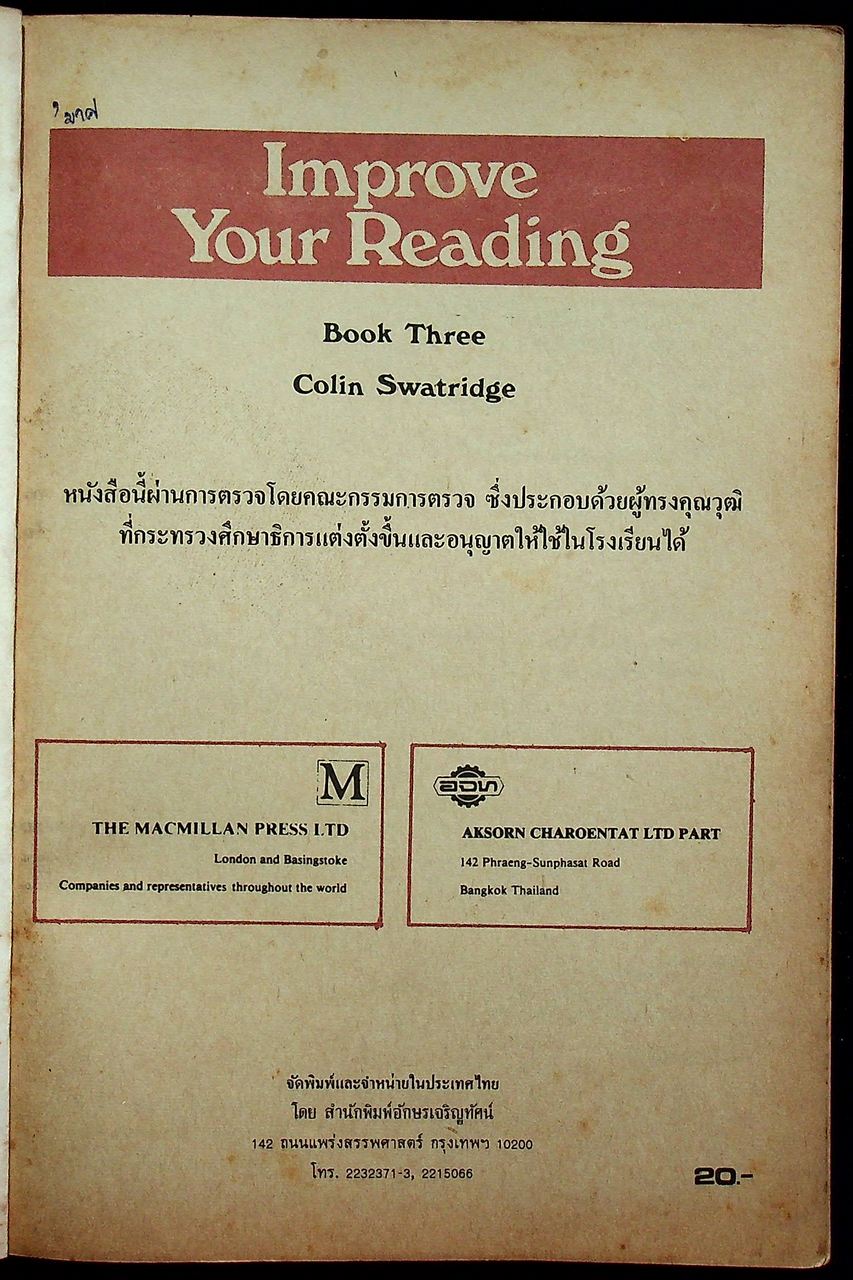 Improve
Your Reading
Book Three
Colin Swatridge
หนังสือนี้ผ่านการตรวจโดยคณะกรรมการตรวจ ซึ่งประกอบด้วยผู้ทรงคุณวุฒิ
ที่กระทรวงศึกษาธิการแต่งตั้งขึ้นและอนุญาตให้ใช้ในโรงเรียนได้
M
THE MACMILLAN PRESS LTD
London and Basingstoke
Companies and representatives throughout the world
อจท
AKSORN CHAROENTAT LTD PART
142 Phraeng-Sunphasat Road
Bangkok Thailand
จัดพิมพ์และจำหน่ายในประเทศไทย
โดย สำนักพิมพ์อักษรเจริญทัศน์
142 ถนนแพร่งสรรพศาสตร์ กรุงเทพฯ 10200
โทร. 2232371-3, 2215066
20.-